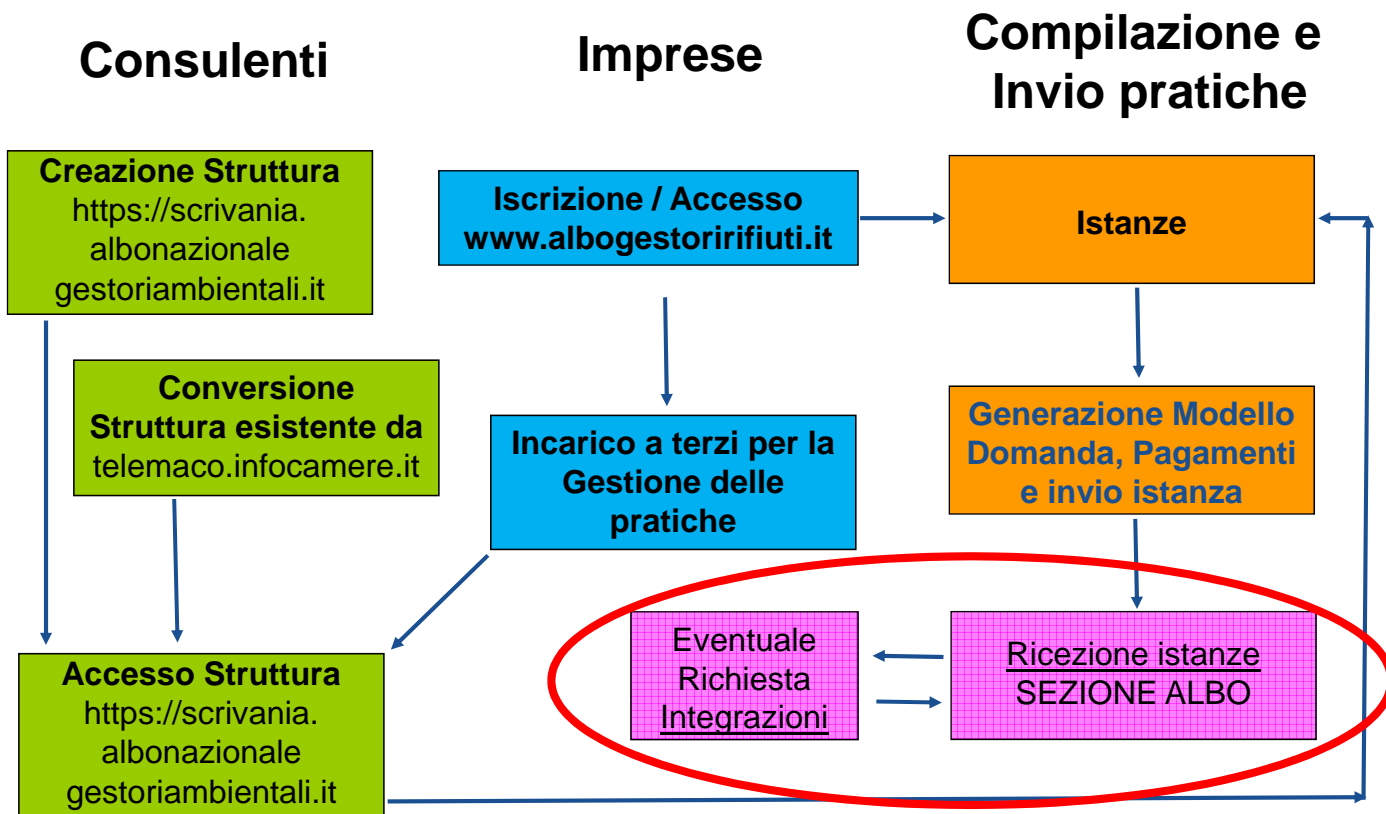 Consulenti
Imprese
Compilazione e
Invio pratiche
Creazione Struttura
https://scrivania.
albonazionale
gestoriambientali.it
Iscrizione / Accesso
www.albogestoririfiuti.it
Istanze
Conversione
Struttura esistente da
telemaco.infocamere.it
Incarico a terzi per la
Gestione delle
pratiche
Generazione Modello
Domanda, Pagamenti
e invio istanza
Accesso Struttura
https://scrivania.
albonazionale
gestoriambientali.it
Eventuale
Richiesta
Integrazioni
Ricezione istanze
SEZIONE ALBO